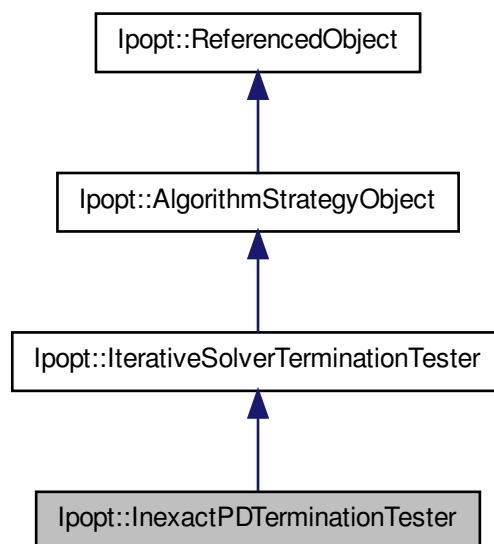 Ipopt::ReferencedObject
Ipopt::AlgorithmStrategyObject
Ipopt::IterativeSolverTerminationTester
Ipopt::InexactPDTerminationTester